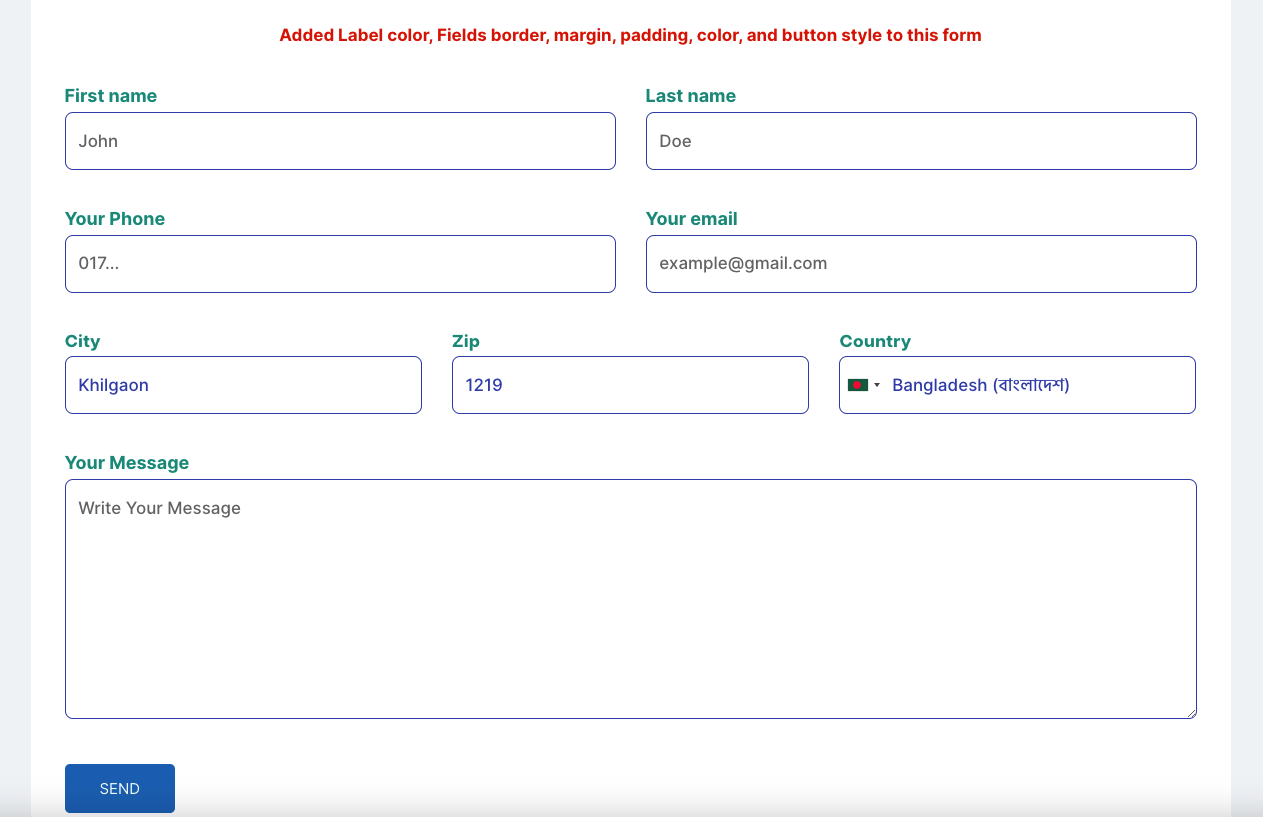 Added Label color, Fields border, margin, padding, color, and button style to this form
First name
Last name
John
Doe
Your Phone
Your email
017...
example@gmail.com
City
Zip
Country
Khilgaon
1219
Bangladesh (বাংলাদেশ)
Your Message
Write Your Message
SEND